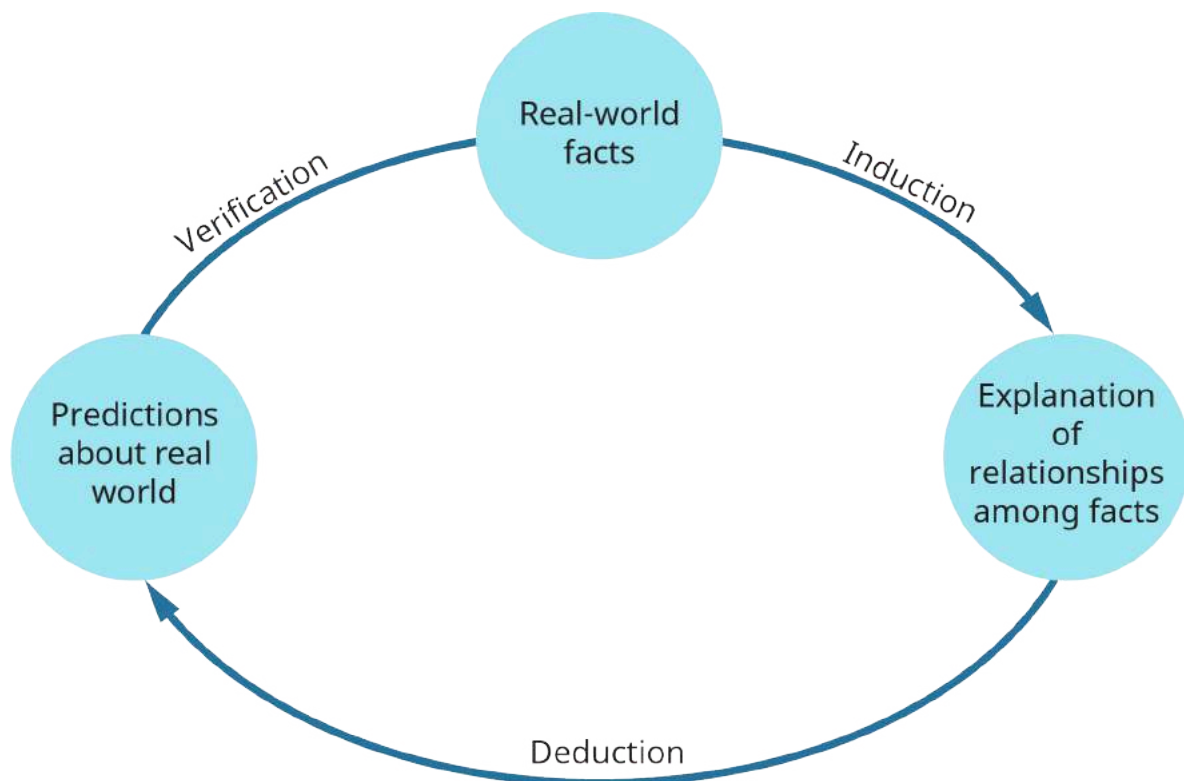 Real-world
facts
Induction
Verification
Explanation
of
relationships
among facts
Predictions
about real
world
Deduction